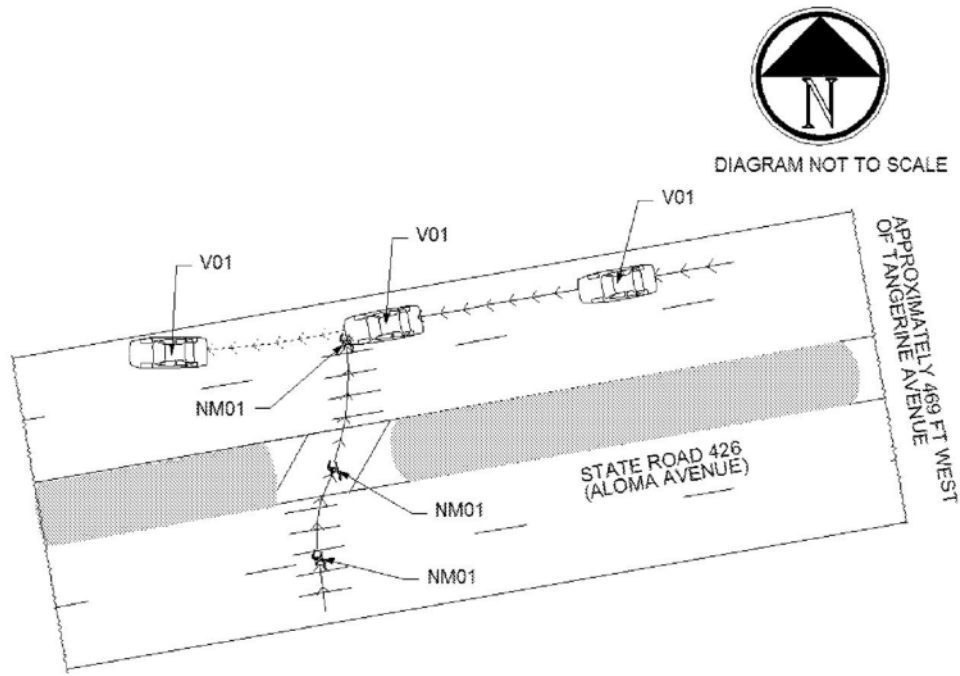 N
DIAGRAM NOT TO SCALE
V01
V01
V01
APPROXIMATELY 469 FT WEST
OF TANGERINE AVENUE
NM01
STATE ROAD 426
(ALOMA AVENUE)
NM01
NM01